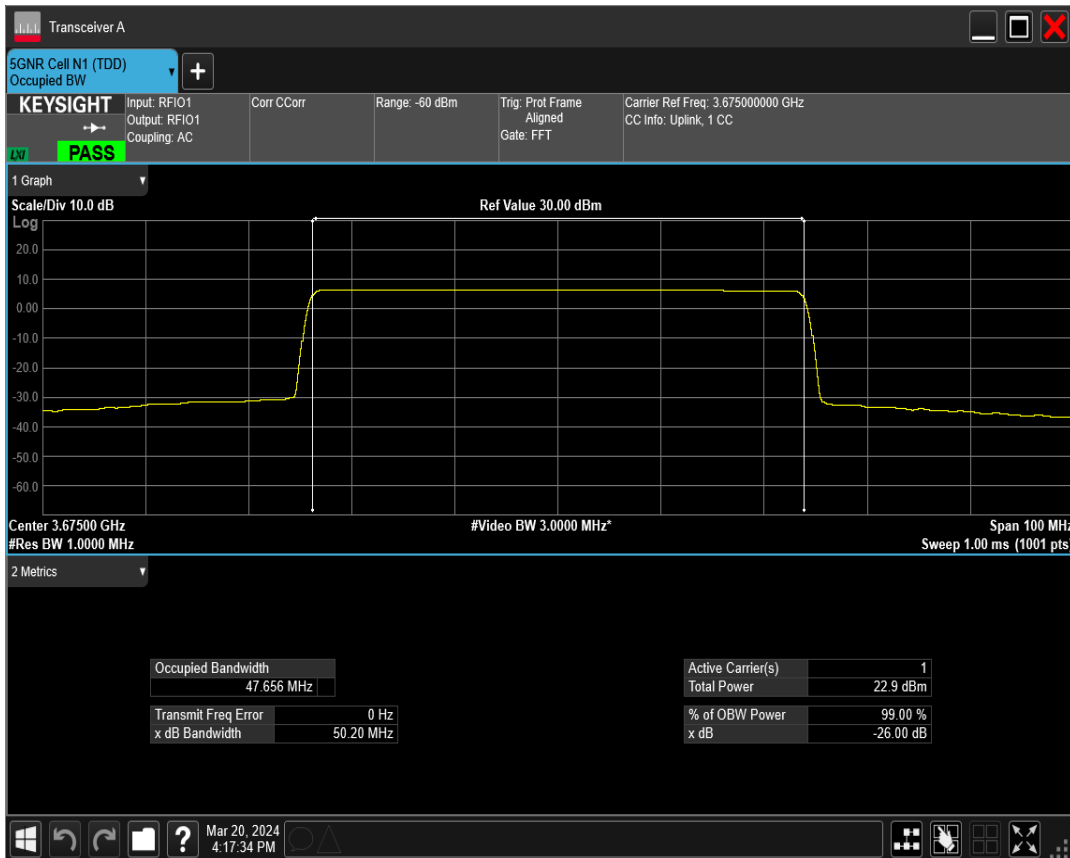 Transceiver A
5GNR Cell N1 (TDD)
Occupied BW
+
KEYSIGHT
LXI
PASS
Input: RFIO1
Output: RFIO1
Coupling: AC
Corr CCorr
Range: -60 dBm
Trig: Prot Frame
Aligned
Gate: FFT
Carrier Ref Freq: 3.675000000 GHz
CC Info: Uplink, 1 CC
1 Graph
Scale/Div 10.0 dB
Ref Value 30.00 dBm
Log
20.0
10.0
0.00
-10.0
-20.0
-30.0
-40.0
-50.0
-60.0
Center 3.67500 GHz
#Video BW 3.0000 MHz*
Span 100 MHz
#Res BW 1.0000 MHz
Sweep 1.00 ms (1001 pts)
2 Metrics
Occupied Bandwidth
47.656 MHz
Transmit Freq Error 0 Hz
x dB Bandwidth 50.20 MHz
Active Carrier(s) 1
Total Power 22.9 dBm
% of OBW Power 99.00 %
x dB -26.00 dB
?
Mar 20, 2024
4:17:34 PM